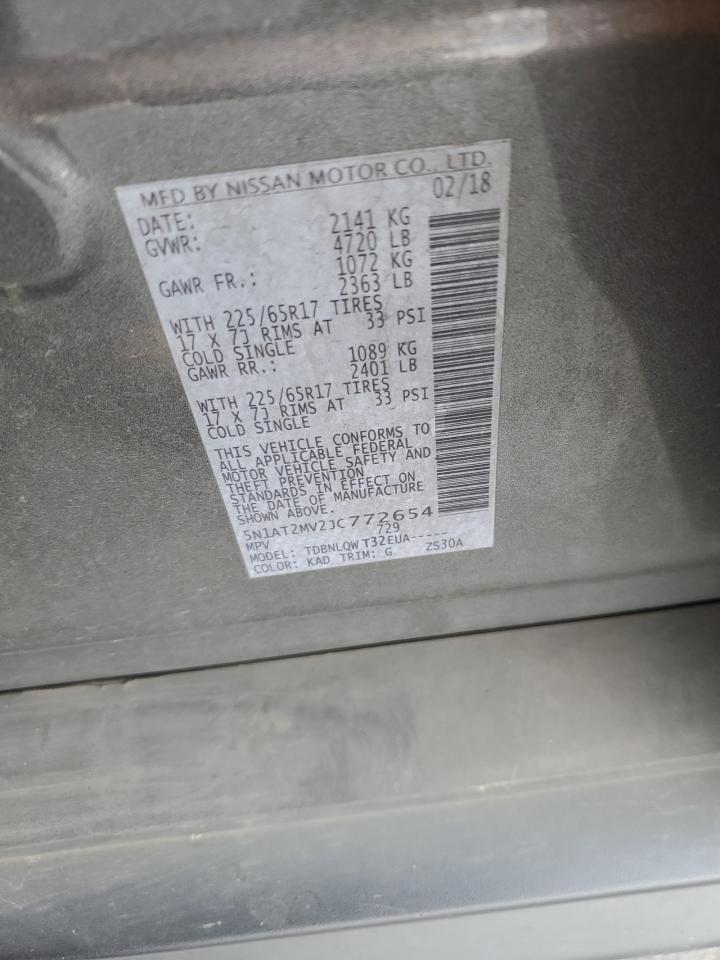 MFD BY NISSAN MOTOR CO., LTD.
DATE: 02/18
GVWR: 2141 KG
4720 LB
GAWR FR.: 1072 KG
2363 LB
WITH 225/65R17 TIRES
17 X 7J RIMS AT 33 PSI
COLD SINGLE
GAWR RR.: 1089 KG
2401 LB
WITH 225/65R17 TIRES
17 X 7J RIMS AT 33 PSI
COLD SINGLE
THIS VEHICLE CONFORMS TO
ALL APPLICABLE FEDERAL
MOTOR VEHICLE SAFETY AND
THEFT PREVENTION
STANDARDS IN EFFECT ON
THE DATE OF MANUFACTURE
SHOWN ABOVE.
5N1AT2MV2JC772654
MPV 729
MODEL: TDBNLQW T32EUA-----
COLOR: KAD TRIM: G ZS30A